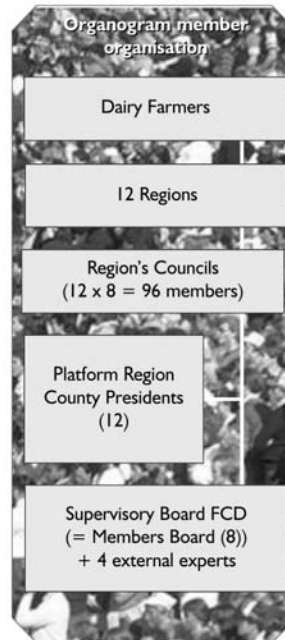 Organogram member
organisation
Dairy Farmers
12 Regions
Region's Councils
(12 x 8 = 96 members)
Platform Region
County Presidents
(12)
Supervisory Board FCD
(= Members Board (8))
+ 4 external experts